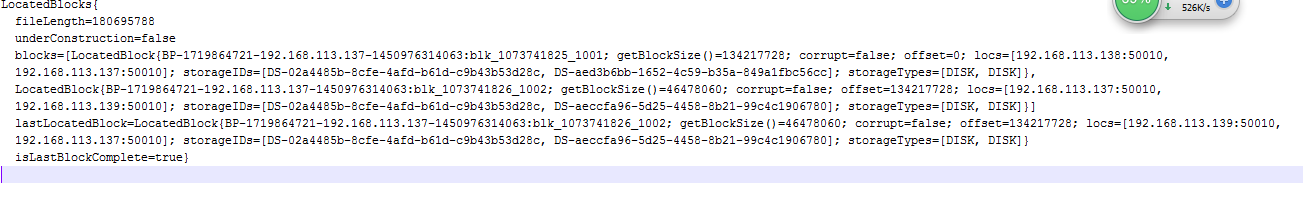 LocatedBlocks{
fileLength=180695788
underConstruction=false
blocks=[LocatedBlock{BP-1719864721-192.168.113.137-1450976314063:blk_1073741825_1001; getBlockSize()=134217728; corrupt=false; offset=0; locs=[192.168.113.138:50010,
192.168.113.137:50010]; storageIDs=[DS-02a4485b-8cfe-4afd-b61d-c9b43b53d28c, DS-aed3b6bb-1652-4c59-b35a-849a1fbc56cc]; storageTypes=[DISK, DISK]},
LocatedBlock{BP-1719864721-192.168.113.137-1450976314063:blk_1073741826_1002; getBlockSize()=46478060; corrupt=false; offset=134217728; locs=[192.168.113.137:50010,
192.168.113.139:50010]; storageIDs=[DS-02a4485b-8cfe-4afd-b61d-c9b43b53d28c, DS-aeccfa96-5d25-4458-8b21-99c4c1906780]; storageTypes=[DISK, DISK]}]
lastLocatedBlock=LocatedBlock{BP-1719864721-192.168.113.137-1450976314063:blk_1073741826_1002; getBlockSize()=46478060; corrupt=false; offset=134217728; locs=[192.168.113.139:50010,
192.168.113.137:50010]; storageIDs=[DS-02a4485b-8cfe-4afd-b61d-c9b43b53d28c, DS-aeccfa96-5d25-4458-8b21-99c4c1906780]; storageTypes=[DISK, DISK]}
isLastBlockComplete=true}
526K/s